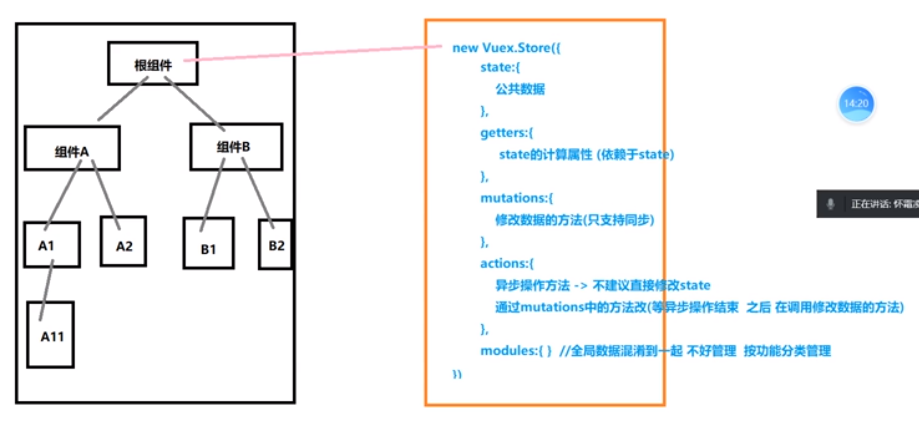 根组件
组件A
组件B
A1
A2
B1
B2
A11
new Vuex.Store({
state:{
公共数据
},
getters:{
state的计算属性 (依赖于state)
},
mutations:{
修改数据的方法(只支持同步)
},
actions:{
异步操作方法 -> 不建议直接修改state
通过mutations中的方法改(等异步操作结束 之后 在调用修改数据的方法)
},
modules:{ } //全局数据混淆到一起 不好管理 按功能分类管理
})
14:20
正在讲话: 怀霜